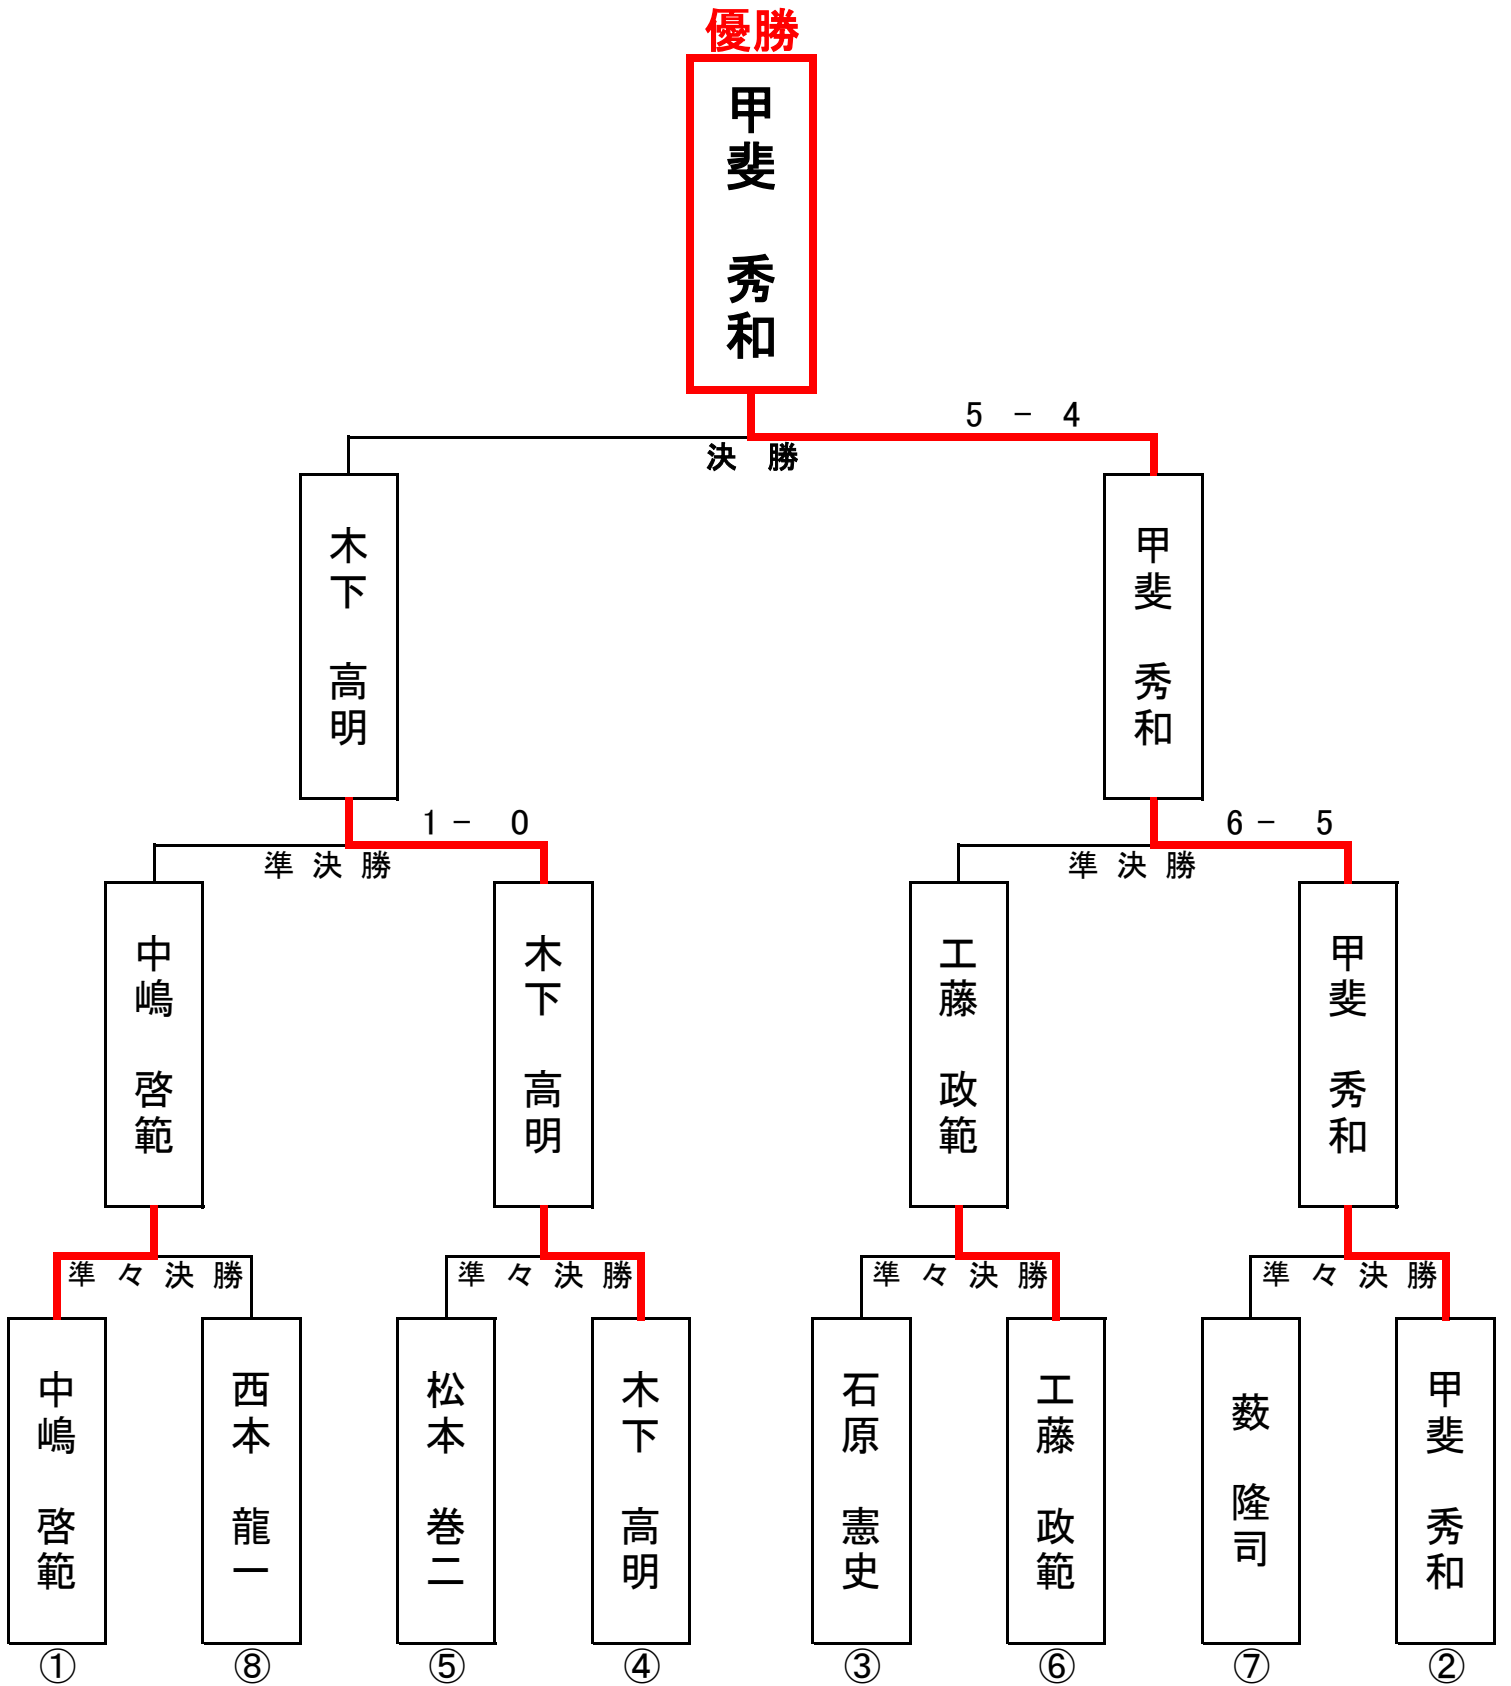 優勝
甲斐　秀和
5 － 4
決　勝
木下　高明
甲斐　秀和
1 － 0
6 － 5
準 決 勝
準 決 勝
中嶋　啓範
木下　高明
工藤　政範
甲斐　秀和
準 々 決 勝
準 々 決 勝
準 々 決 勝
準 々 決 勝
中嶋　啓範
西本　龍一
松本　巻二
木下　高明
石原　憲史
工藤　政範
薮　隆司
甲斐　秀和
①
⑧
⑤
④
③
⑥
⑦
②